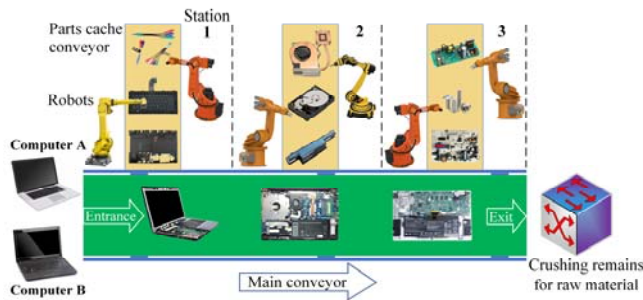 Station
Parts cache
conveyor
1
2
3
Robots
Computer A
Entrance
Exit
Computer B
Main conveyor
Crushing remains
for raw material